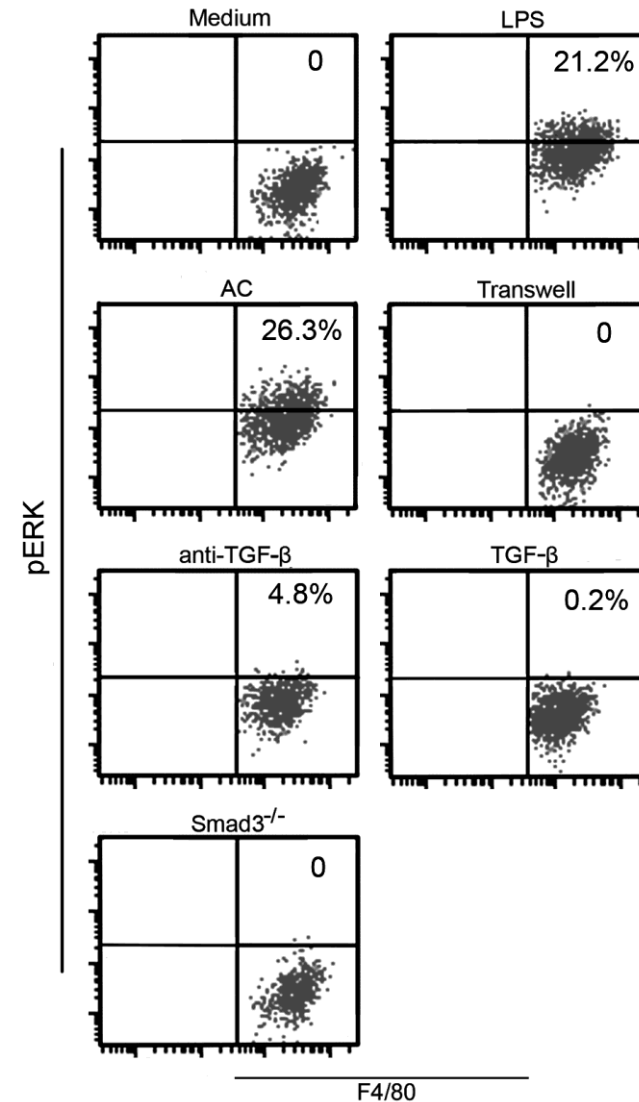 Medium
0
LPS
21.2%
AC
26.3%
Transwell
0
anti-TGF-β
4.8%
TGF-β
0.2%
Smad3-/-
0
pERK
F4/80